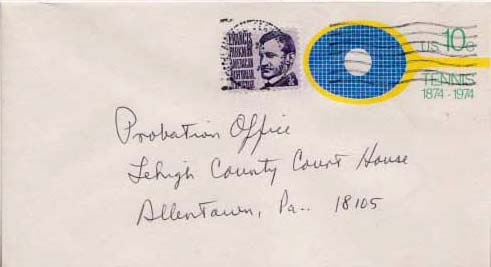 FRANCIS
PARKMAN
AMERICAN
HISTORIAN
US 10c
TENNIS
1874-1974
Probation Office
Lehigh County Court House
Allentown, Pa. 18105